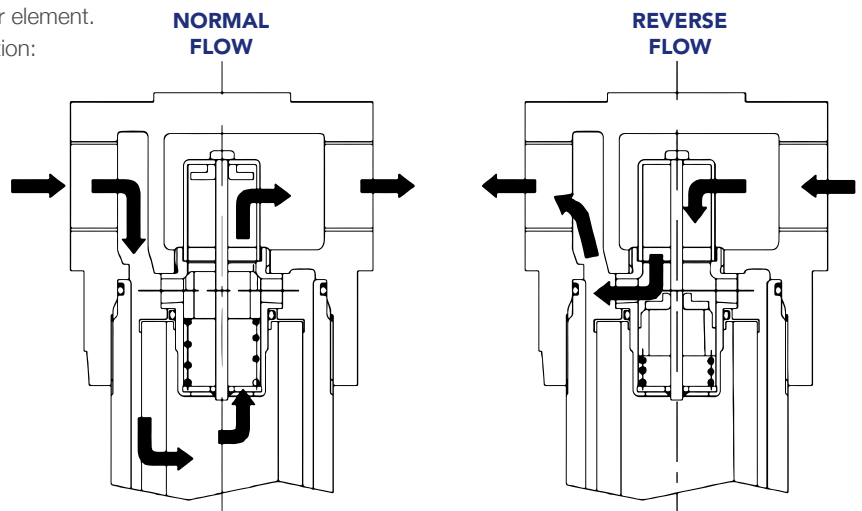 r element.
tion:
NORMAL
FLOW
REVERSE
FLOW